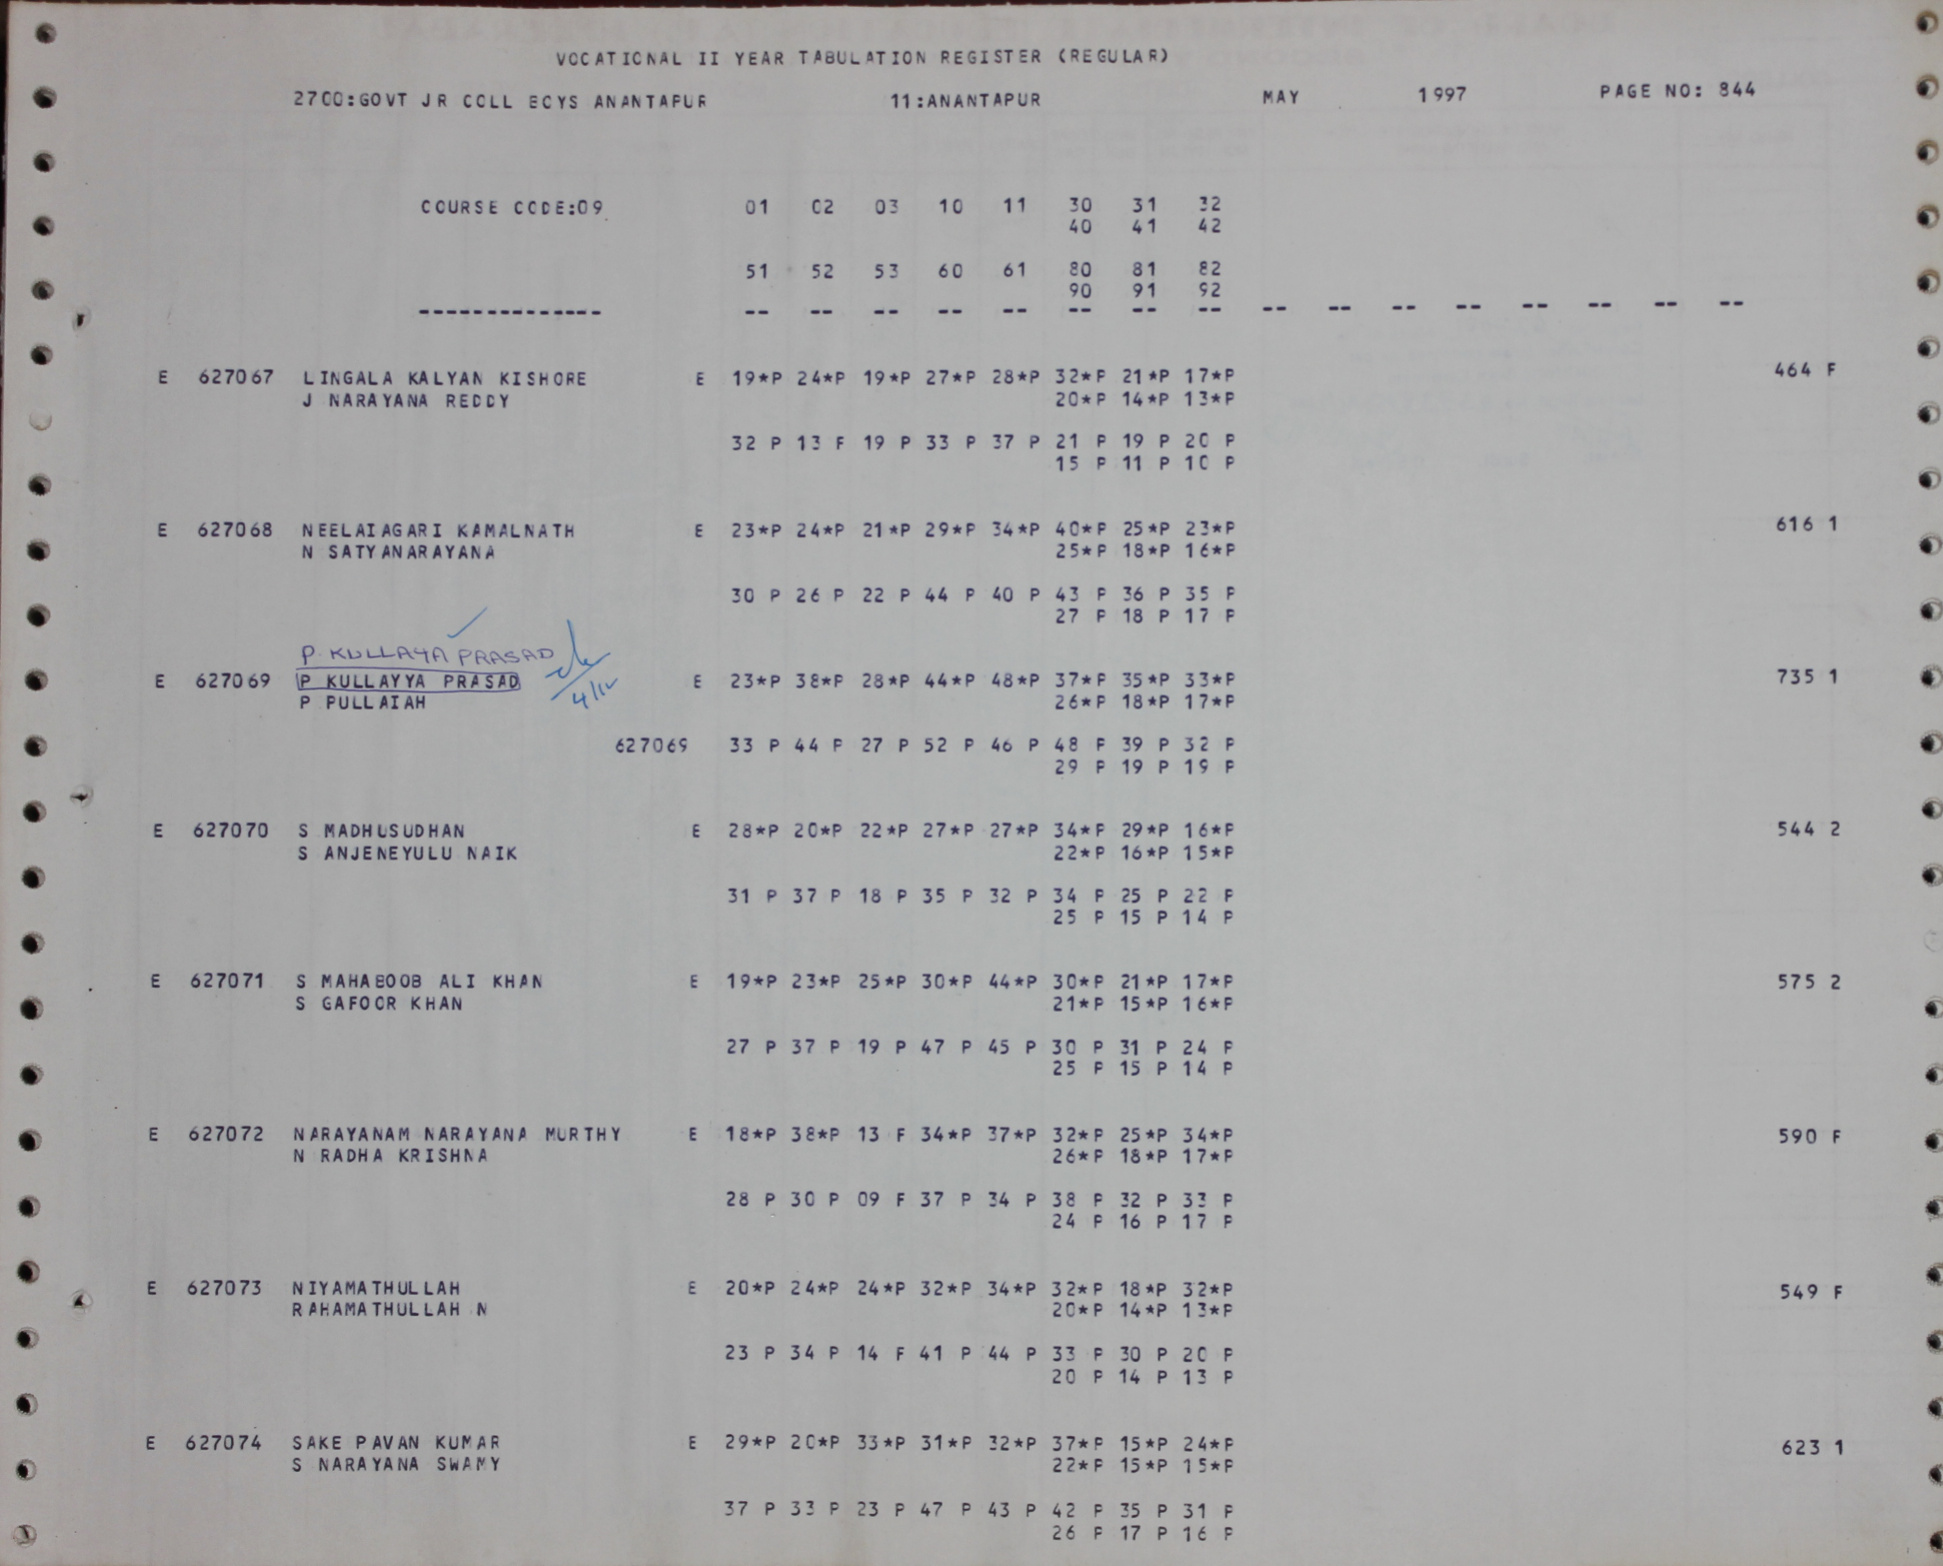 VOCATIONAL II YEAR TABULATION REGISTER (REGULAR)
2700:GOVT JR COLL BOYS ANANTAPUR 11:ANANTAPUR MAY 1997 PAGE NO: 844
COURSE CODE:09 01 02 03 10 11 30 31 32
40 41 42
51 52 53 60 61 80 81 82
90 91 92
-------------- -- -- -- -- -- -- -- -- -- -- -- -- -- -- -- --
E 627067 LINGALA KALYAN KISHORE E 19*P 24*P 19*P 27*P 28*P 32*P 21*P 17*P 464 F
J NARAYANA REDDY 20*P 14*P 13*P
32 P 13 F 19 P 33 P 37 P 21 P 19 P 20 P
15 P 11 P 10 P
E 627068 NEELAIAGARI KAMALNATH E 23*P 24*P 21*P 29*P 34*P 40*P 25*P 23*P 616 1
N SATYANARAYANA 25*P 18*P 16*P
30 P 26 P 22 P 44 P 40 P 43 P 36 P 35 P
27 P 18 P 17 P
P. KULLAYA PRASAD
E 627069 P KULLAYYA PRASAD E 23*P 38*P 28*P 44*P 48*P 37*P 35*P 33*P 735 1
P PULLAIAH 26*P 18*P 17*P
627069 33 P 44 P 27 P 52 P 46 P 48 P 39 P 32 P
29 P 19 P 19 P
E 627070 S MADHUSUDHAN E 28*P 20*P 22*P 27*P 27*P 34*P 29*P 16*P 544 2
S ANJENEYULU NAIK 22*P 16*P 15*P
31 P 37 P 18 P 35 P 32 P 34 P 25 P 22 P
25 P 15 P 14 P
E 627071 S MAHABOOB ALI KHAN E 19*P 23*P 25*P 30*P 44*P 30*P 21*P 17*P 575 2
S GAFOOR KHAN 21*P 15*P 16*P
27 P 37 P 19 P 47 P 45 P 30 P 31 P 24 P
25 P 15 P 14 P
E 627072 NARAYANAM NARAYANA MURTHY E 18*P 38*P 13 F 34*P 37*P 32*P 25*P 34*P 590 F
N RADHA KRISHNA 26*P 18*P 17*P
28 P 30 P 09 F 37 P 34 P 38 P 32 P 33 P
24 P 16 P 17 P
E 627073 NIYAMATHULLAH E 20*P 24*P 24*P 32*P 34*P 32*P 18*P 32*P 549 F
RAHAMATHULLAH N 20*P 14*P 13*P
23 P 34 P 14 F 41 P 44 P 33 P 30 P 20 P
20 P 14 P 13 P
E 627074 SAKE PAVAN KUMAR E 29*P 20*P 33*P 31*P 32*P 37*P 15*P 24*P 623 1
S NARAYANA SWAMY 22*P 15*P 15*P
37 P 33 P 23 P 47 P 43 P 42 P 35 P 31 P
26 P 17 P 16 P